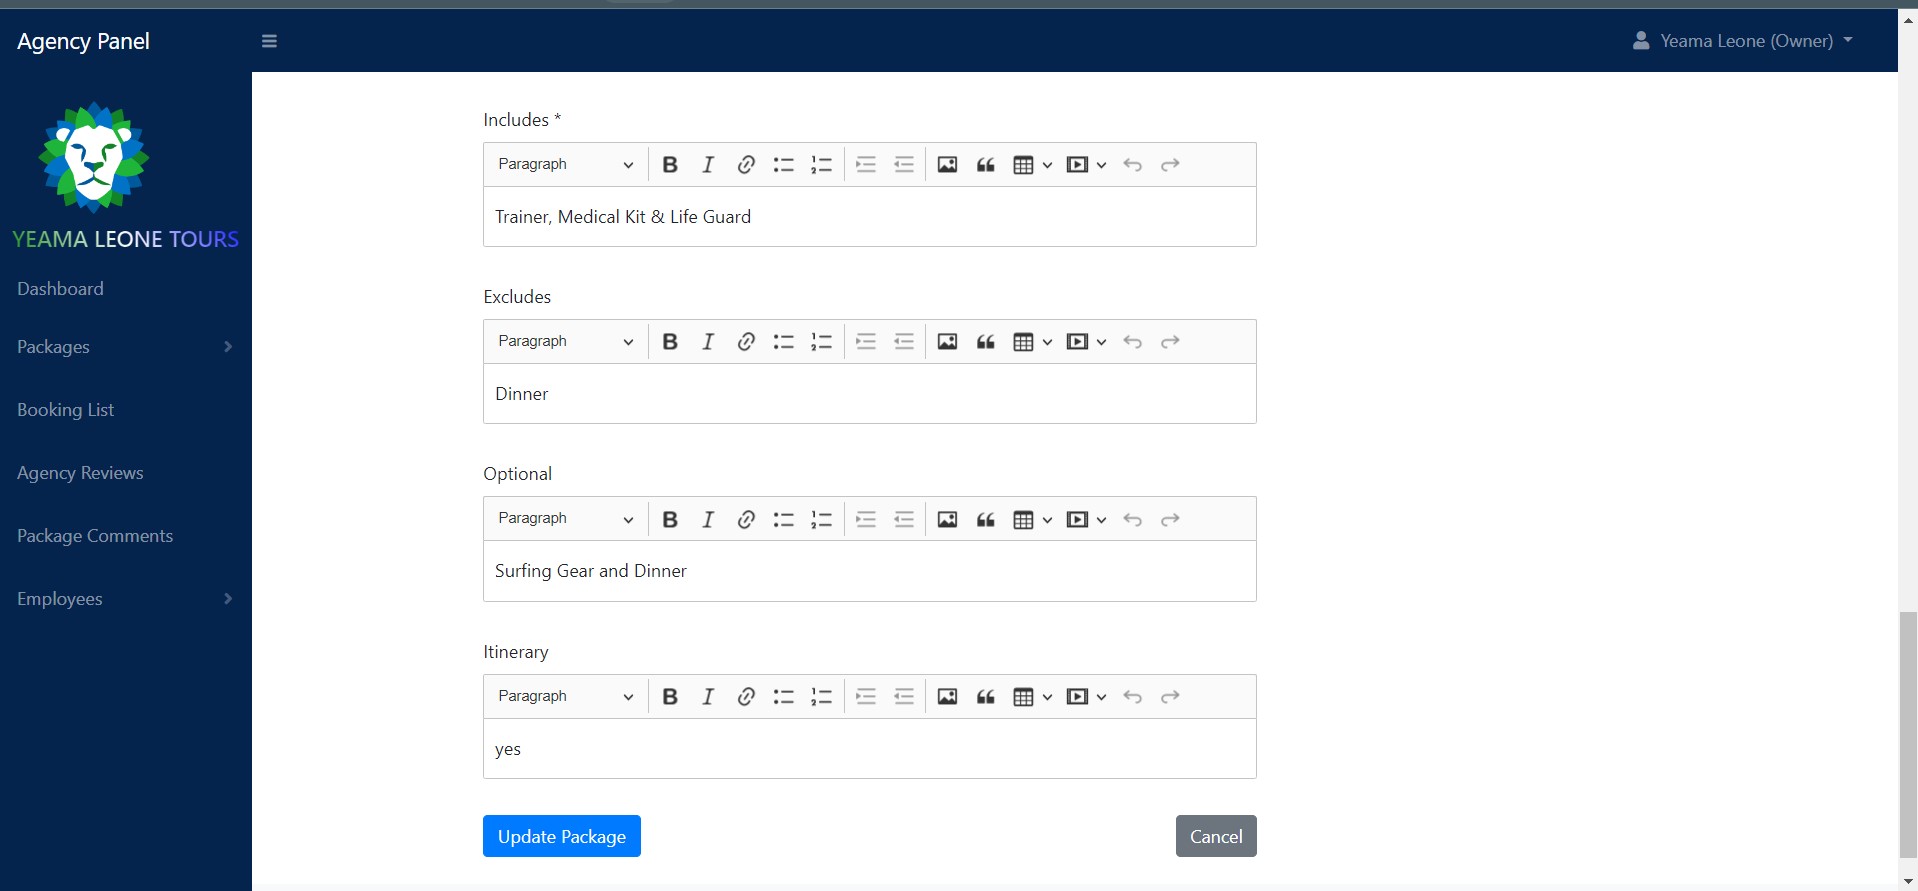 Agency Panel
Yeama Leone (Owner)
YEAMA LEONE TOURS
Dashboard
Packages
Booking List
Agency Reviews
Package Comments
Employees
Includes *
Paragraph
Trainer, Medical Kit & Life Guard
Excludes
Paragraph
Dinner
Optional
Paragraph
Surfing Gear and Dinner
Itinerary
Paragraph
yes
Update Package
Cancel